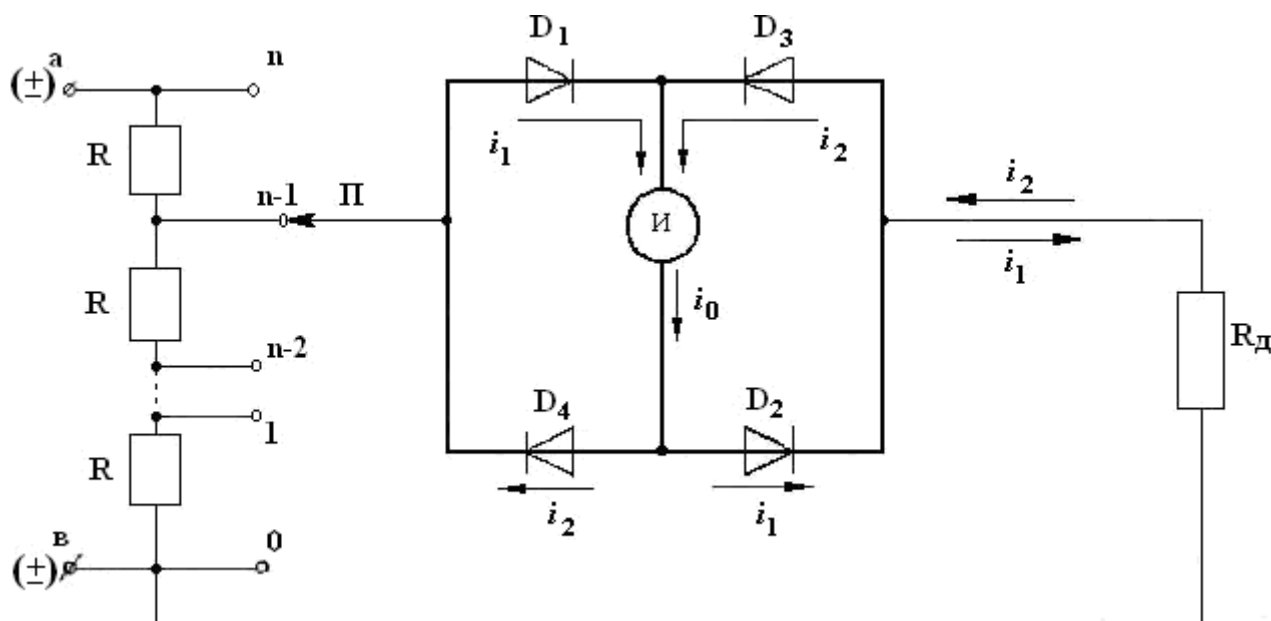 D1 D3
(±) а n
R
i1 i2
n-1 П
И
i2
i1
R
i0
Rд
n-2
D4 D2
1
R
i2 i1
(±) в 0